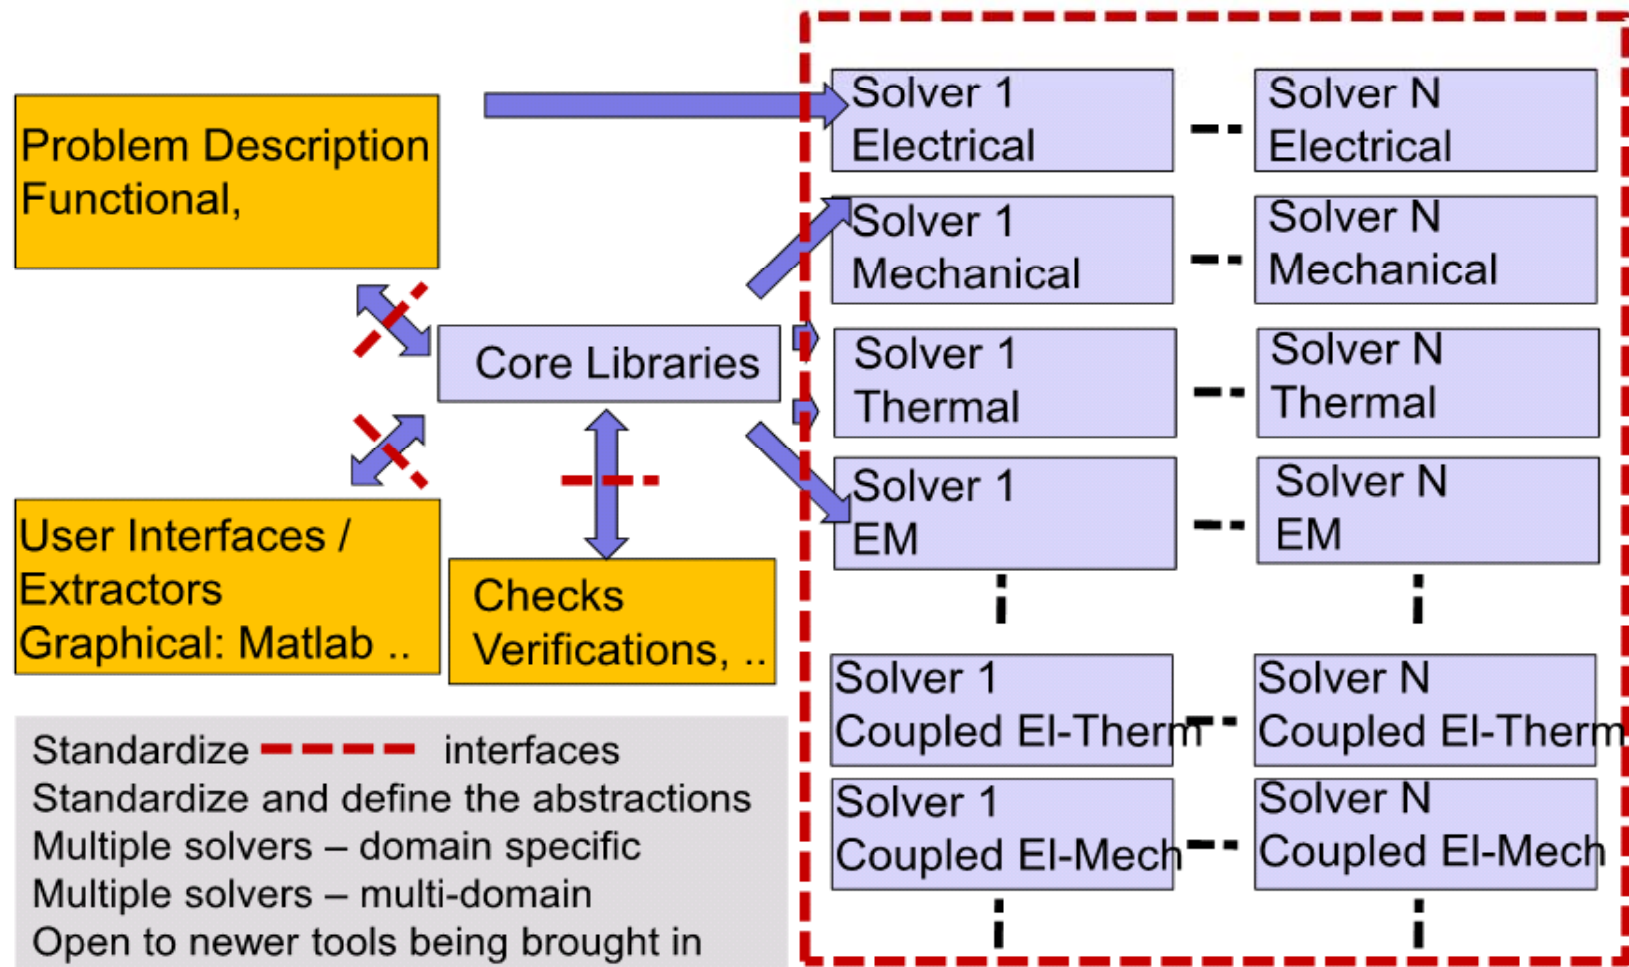 Problem Description
Functional,
Core Libraries
User Interfaces /
Extractors
Graphical: Matlab ..
Checks
Verifications, ..
Standardize interfaces
Standardize and define the abstractions
Multiple solvers – domain specific
Multiple solvers – multi-domain
Open to newer tools being brought in
Solver 1
Electrical
Solver N
Electrical
Solver 1
Mechanical
Solver N
Mechanical
Solver 1
Thermal
Solver N
Thermal
Solver 1
EM
Solver N
EM
Solver 1
Coupled El-Therm
Solver N
Coupled El-Therm
Solver 1
Coupled El-Mech
Solver N
Coupled El-Mech